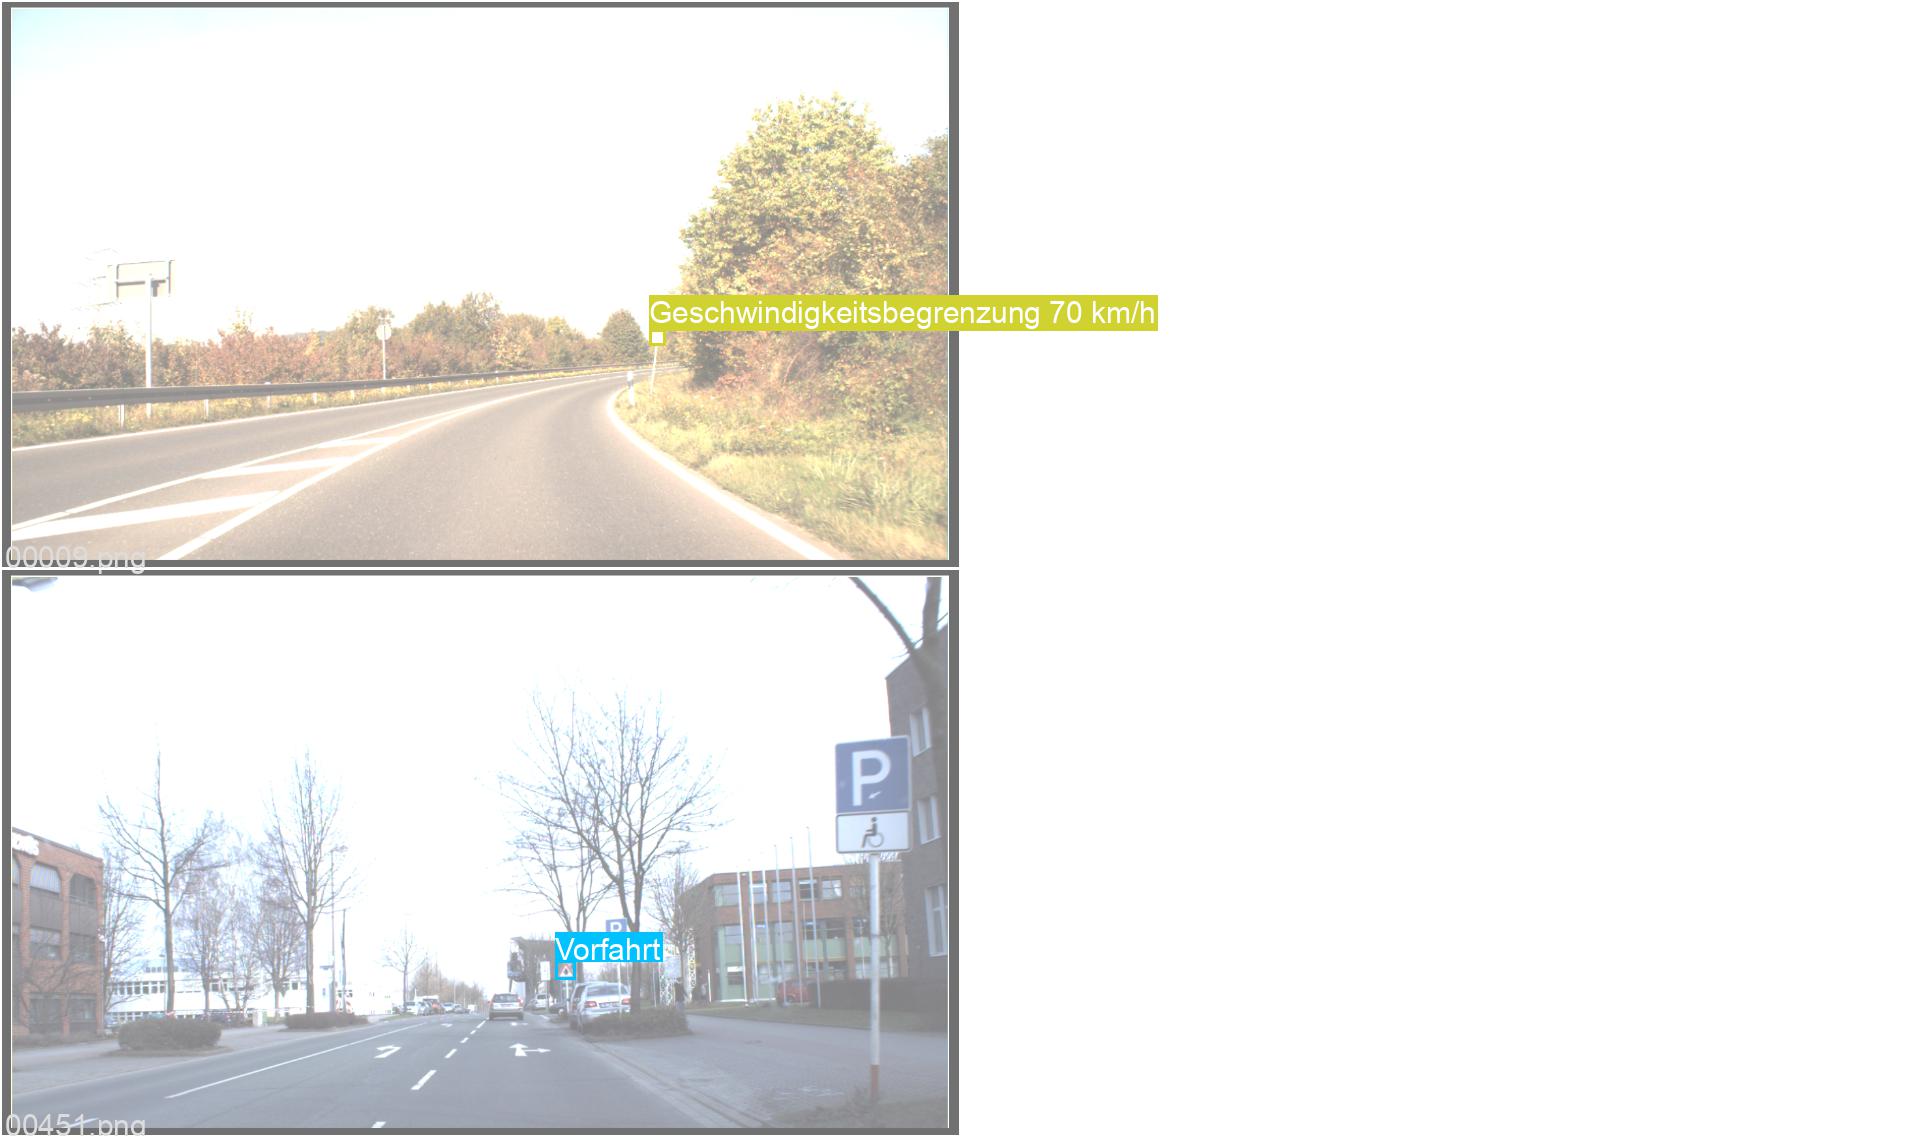 Geschwindigkeitsbegrenzung 70 km/h
00009.png
P
P
Vorfahrt
00451.png